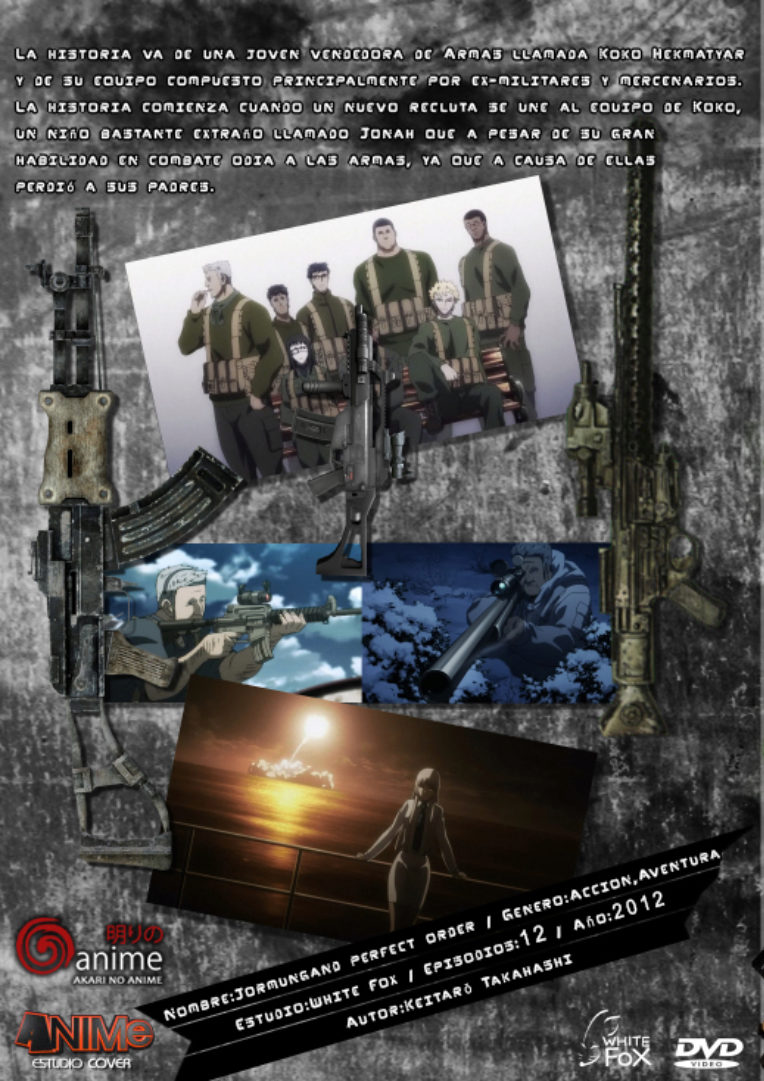 La historia va de una joven vendedora de Armas llamada Koko Hekmatyar
y de su equipo compuesto principalmente por ex-militares y mercenarios.
La historia comienza cuando un nuevo recluta se une al equipo de Koko,
un niño bastante extraño llamado Jonah que a pesar de su gran
habilidad en combate odia a las armas, ya que a causa de ellas
perdió a sus padres.
Nombre:Jormungand perfect order / Genero:Accion,Aventura
Estudio:White Fox / Episodios:12 / Año:2012
Autor:Keitarō Takahashi
明りの
anime
AKARI NO ANIME
ANIMe
ESTUDIO COVER
WHITE
FOX
DVD
VIDEO